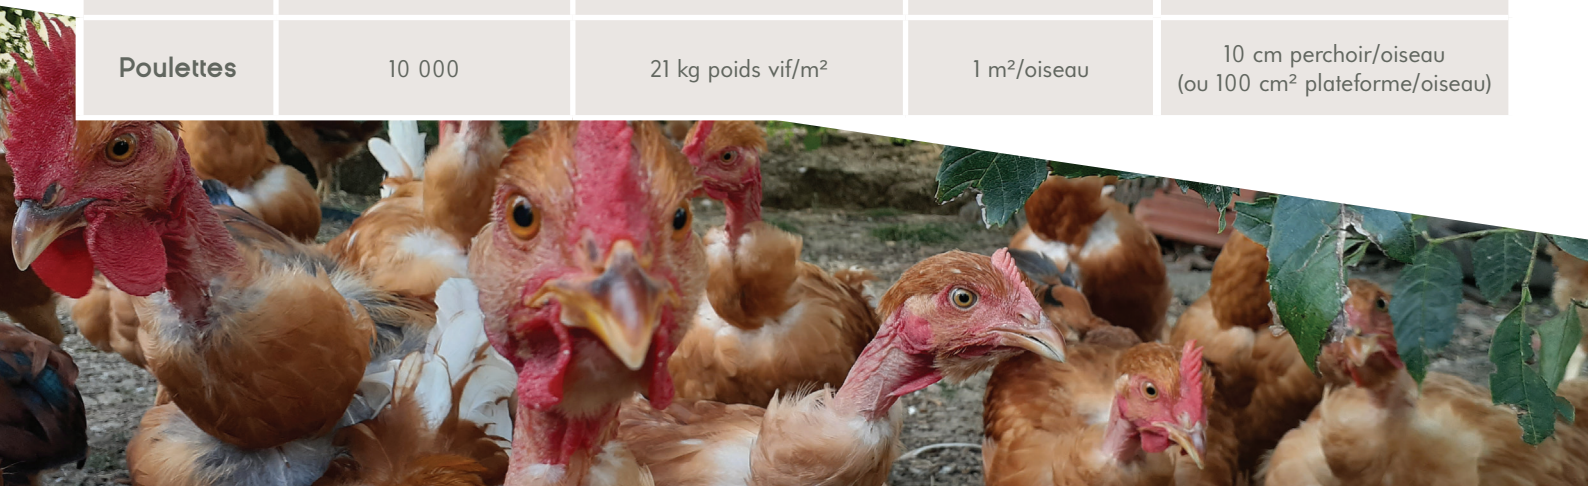 Poulettes
10 000
21 kg poids vif/m²
1 m²/oiseau
10 cm perchoir/oiseau
(ou 100 cm² plateforme/oiseau)